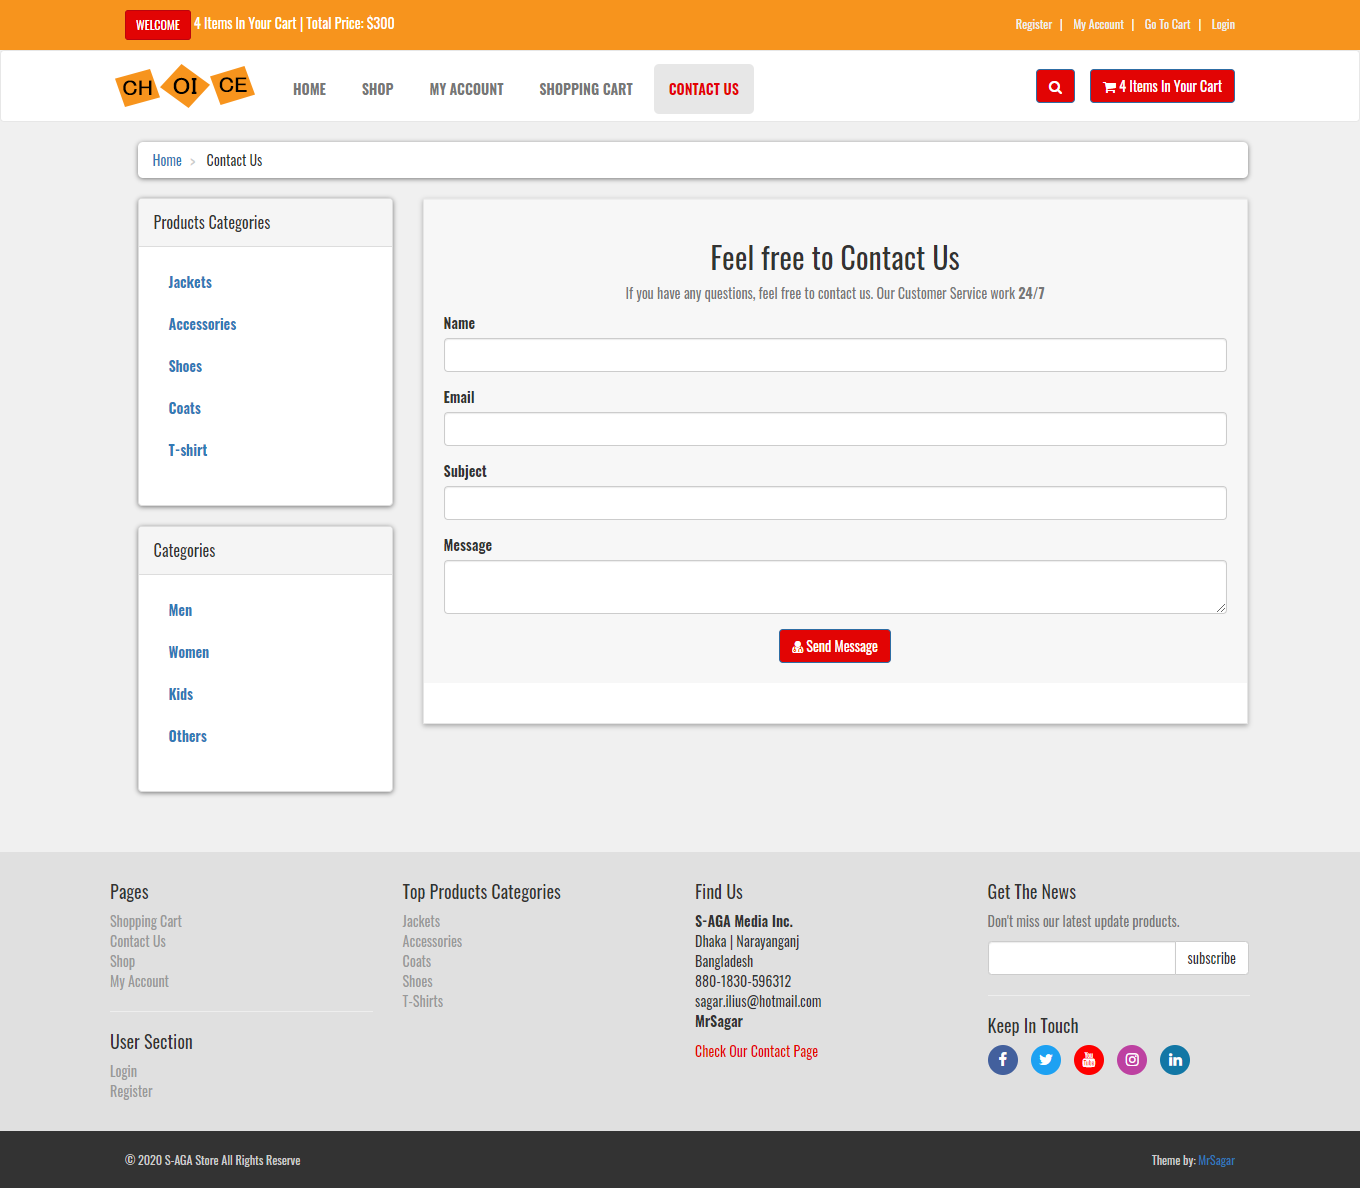 WELCOME 4 Items In Your Cart | Total Price: $300
Register | My Account | Go To Cart | Login
CH OI CE
HOME SHOP MY ACCOUNT SHOPPING CART CONTACT US
4 Items In Your Cart
Home > Contact Us
Products Categories
Jackets
Accessories
Shoes
Coats
T-shirt
Categories
Men
Women
Kids
Others
Feel free to Contact Us
If you have any questions, feel free to contact us. Our Customer Service work 24/7
Name
Email
Subject
Message
Send Message
Pages
Shopping Cart
Contact Us
Shop
My Account
User Section
Login
Register
Top Products Categories
Jackets
Accessories
Coats
Shoes
T-Shirts
Find Us
S-AGA Media Inc.
Dhaka | Narayanganj
Bangladesh
880-1830-596312
sagar.ilius@hotmail.com
MrSagar
Check Our Contact Page
Get The News
Don't miss our latest update products.
subscribe
Keep In Touch
© 2020 S-AGA Store All Rights Reserve
Theme by: MrSagar